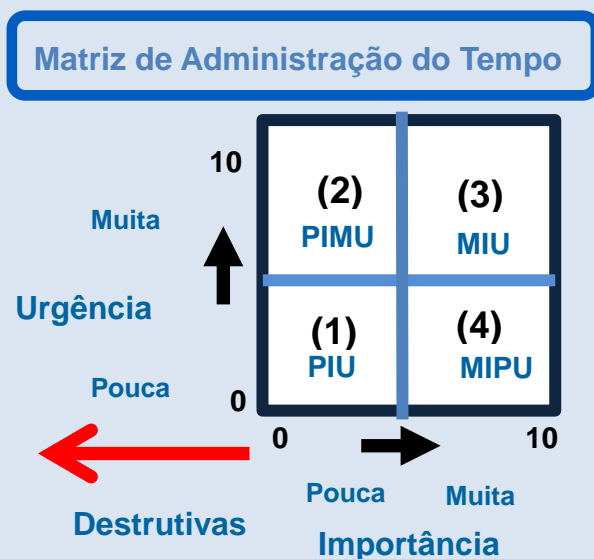 Matriz de Administração do Tempo
10
(2)
(3)
Muita
PIMU
MIU
Urgência
(1)
(4)
PIU
MIPU
Pouca
0
0
10
Pouca
Muita
Destrutivas
Importância